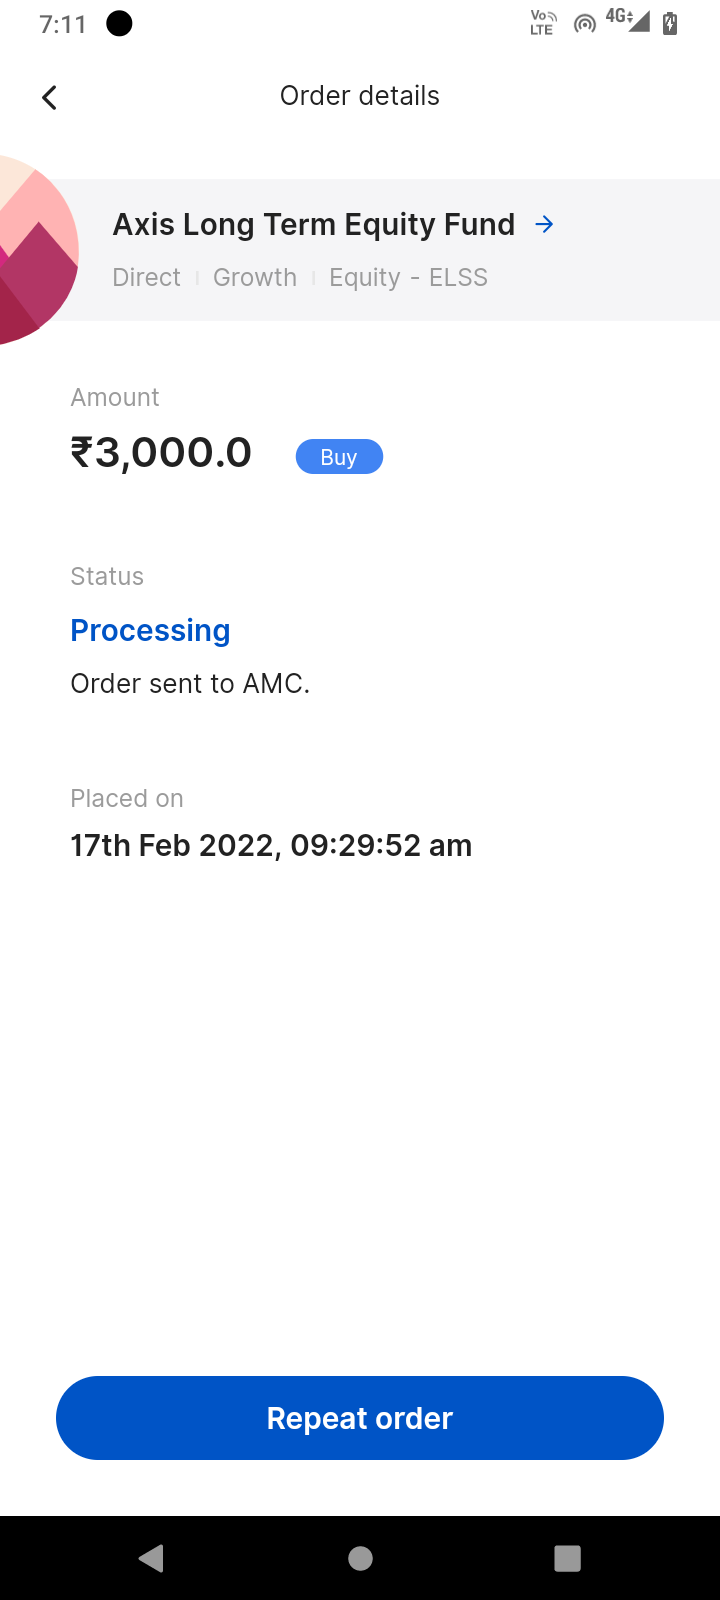 7:11
Vo LTE 4G
Order details
Axis Long Term Equity Fund
Direct Growth Equity - ELSS
Amount
₹3,000.0 Buy
Status
Processing
Order sent to AMC.
Placed on
17th Feb 2022, 09:29:52 am
Repeat order